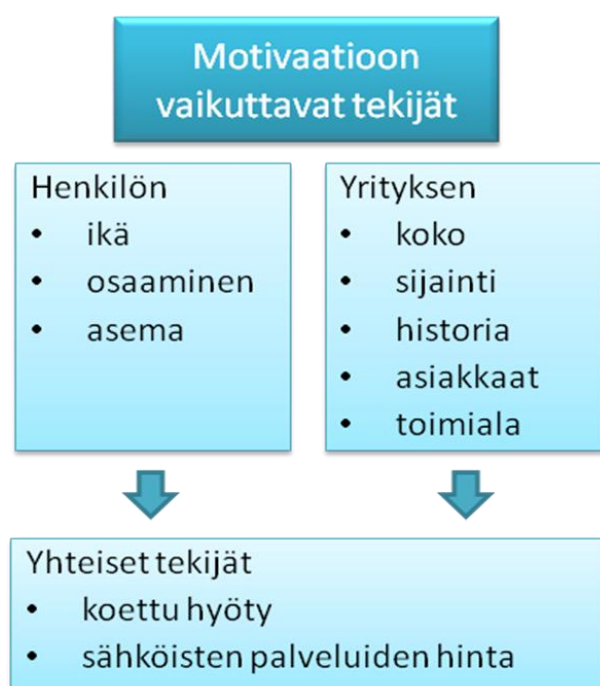 Motivaatioon
vaikuttavat tekijät
Henkilön
• ikä
• osaaminen
• asema
Yrityksen
• koko
• sijainti
• historia
• asiakkaat
• toimiala
Yhteiset tekijät
• koettu hyöty
• sähköisten palveluiden hinta